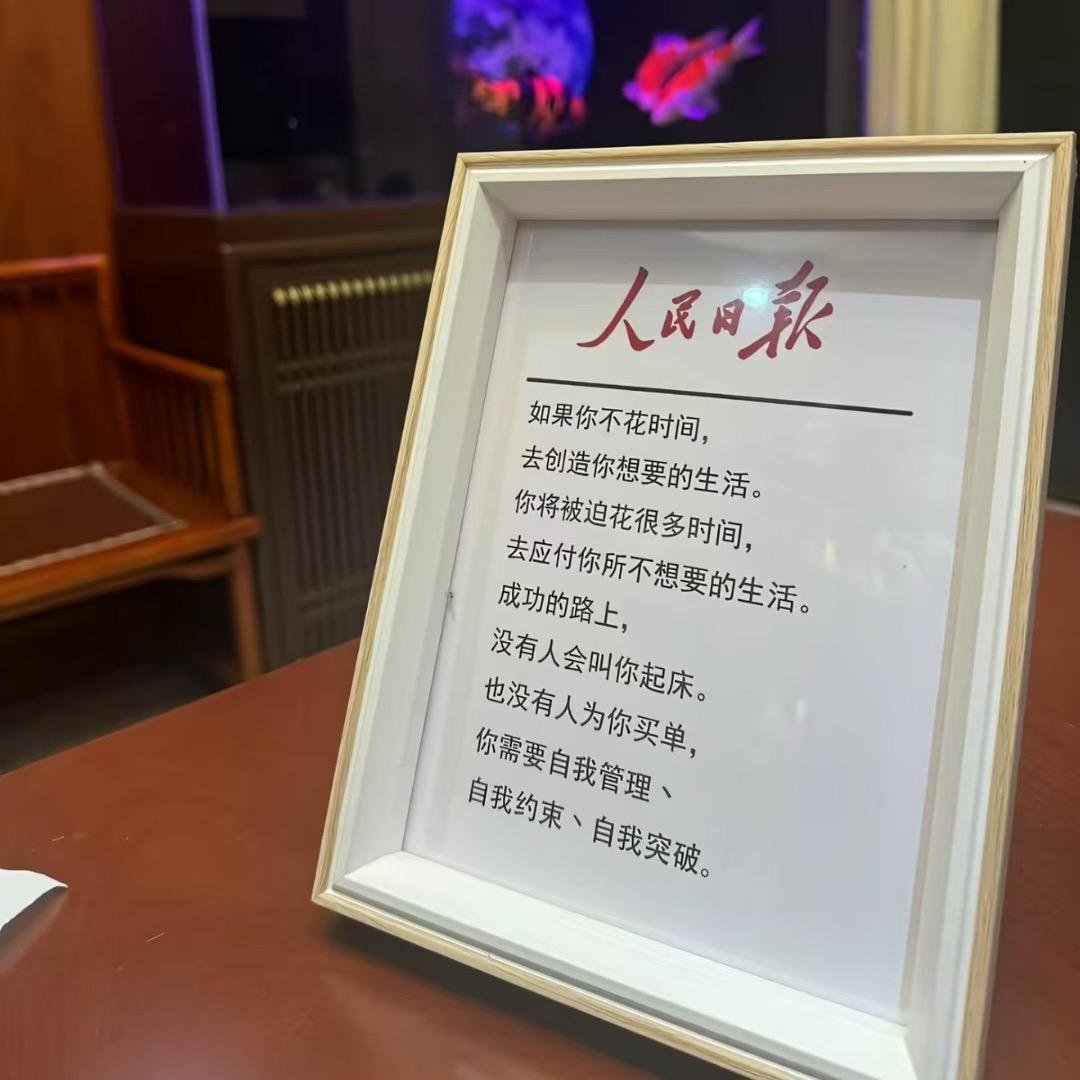 人民日报
如果你不花时间，
去创造你想要的生活。
你将被迫花很多时间，
去应付你所不想要的生活。
成功的路上，
没有人会叫你起床。
也没有人为你买单，
你需要自我管理、
自我约束、自我突破。